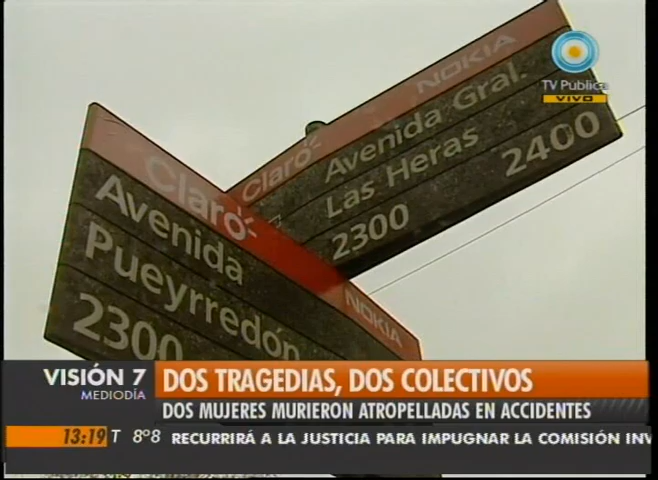 TV Pública
VIVO
Claro
NOKIA
Avenida Gral.
Las Heras
2300
2400
Claro
NOKIA
Avenida
Pueyrredón
2300
VISIÓN 7
MEDIODÍA
DOS TRAGEDIAS, DOS COLECTIVOS
DOS MUJERES MURIERON ATROPELLADAS EN ACCIDENTES
13:19 T 8º8 RECURRIRÁ A LA JUSTICIA PARA IMPUGNAR LA COMISIÓN INV